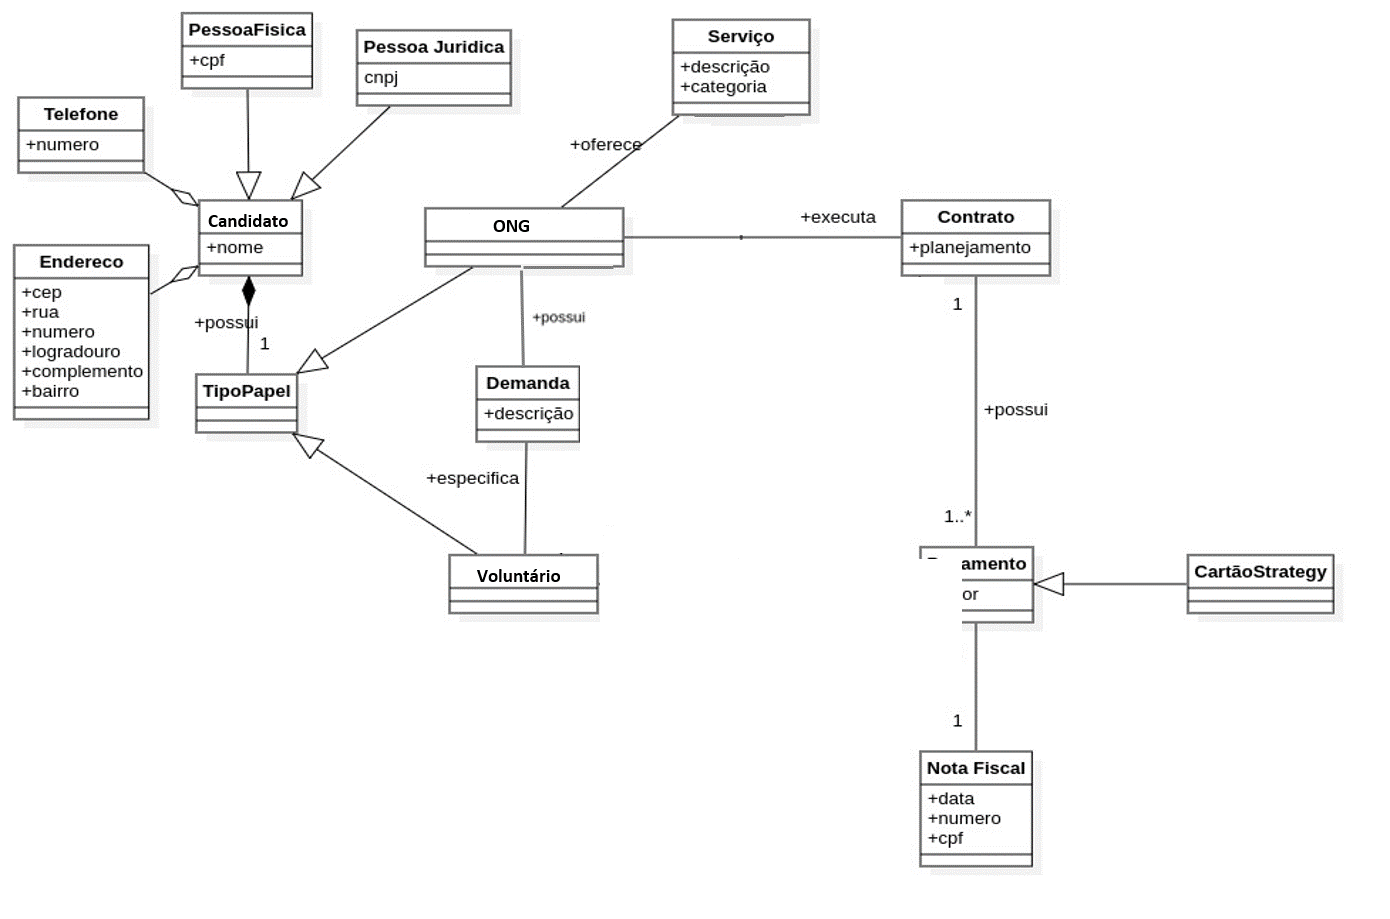 PessoaFisica
+cpf
Pessoa Juridica
cnpj
Serviço
+descrição
+categoria
Telefone
+numero
+oferece
Candidato
+nome
ONG
+executa
Contrato
+planejamento
Endereco
+cep
+rua
+numero
+logradouro
+complemento
+bairro
+possui
1
+possui
1
TipoPapel
Demanda
+descrição
+possui
+especifica
1..*
Voluntário
amento
or
CartãoStrategy
1
Nota Fiscal
+data
+numero
+cpf